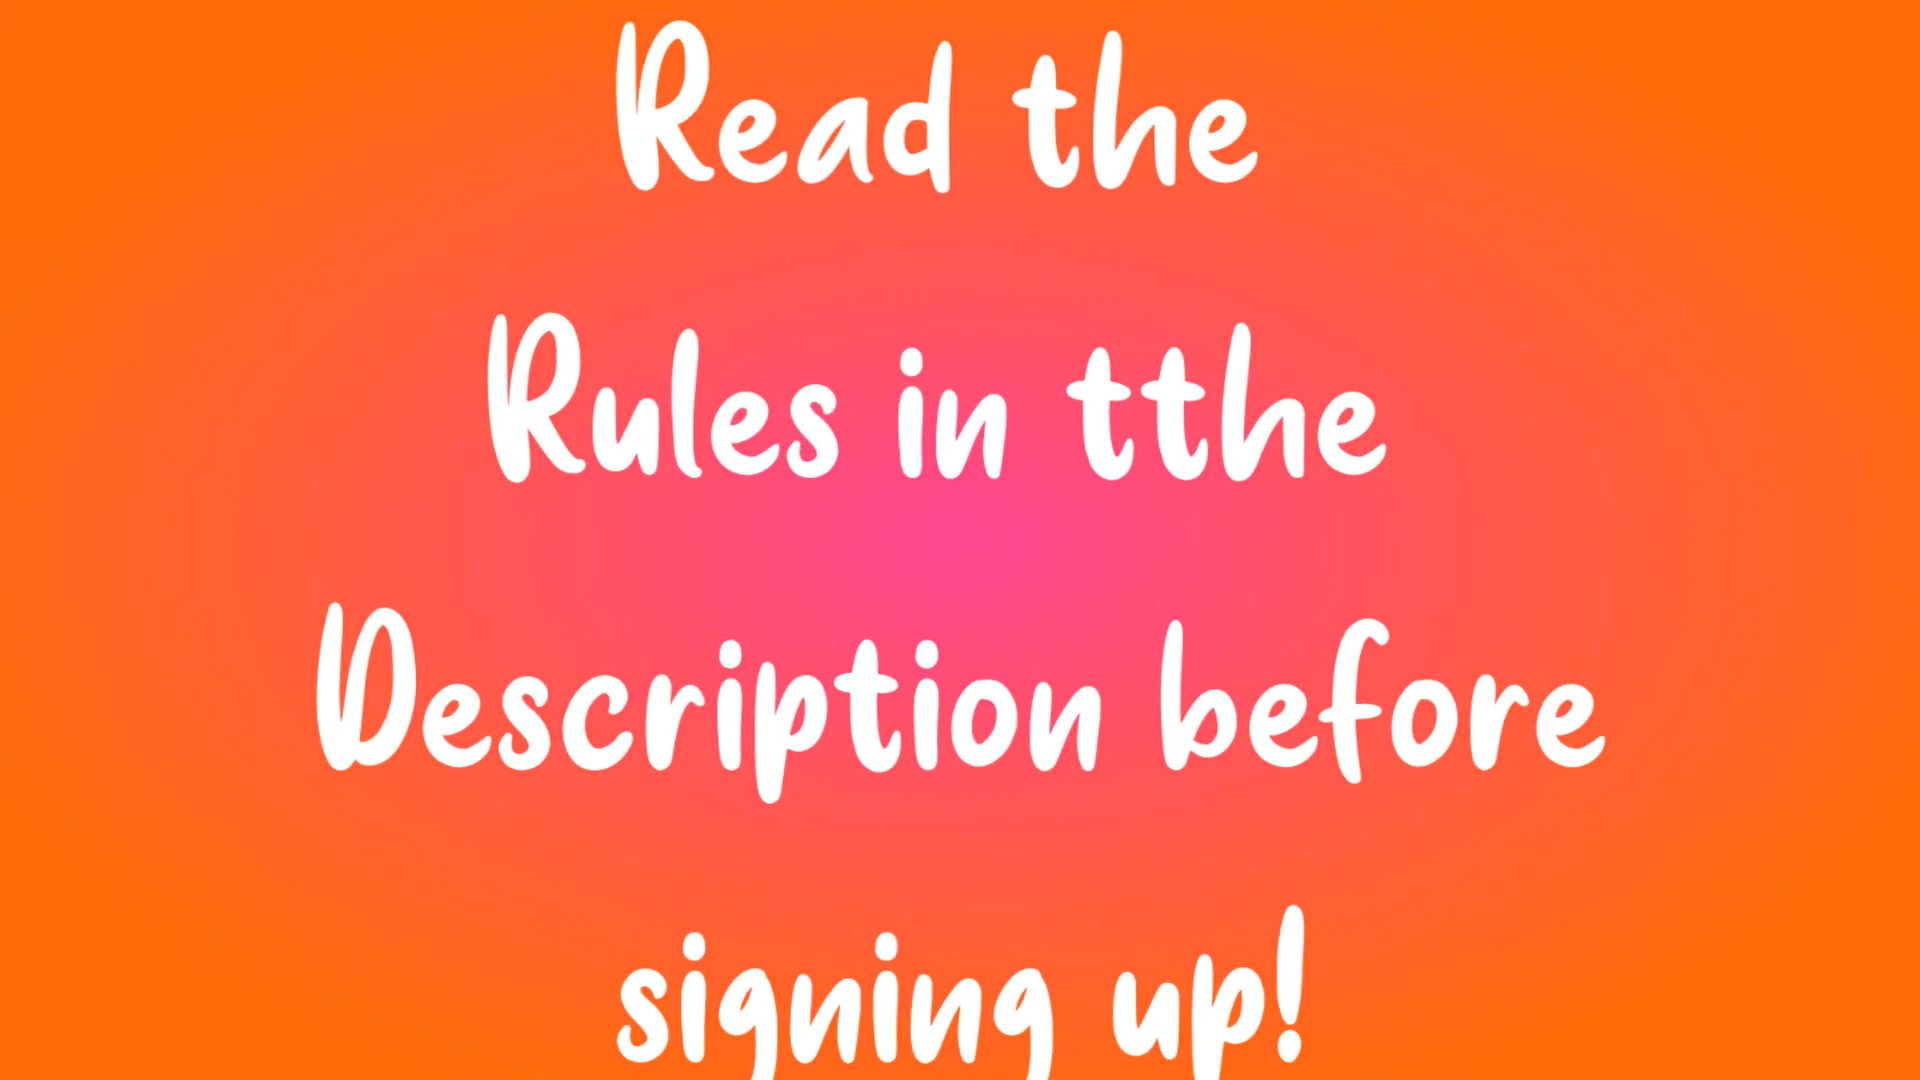 Read the
Rules in tthe
Description before
signing up!